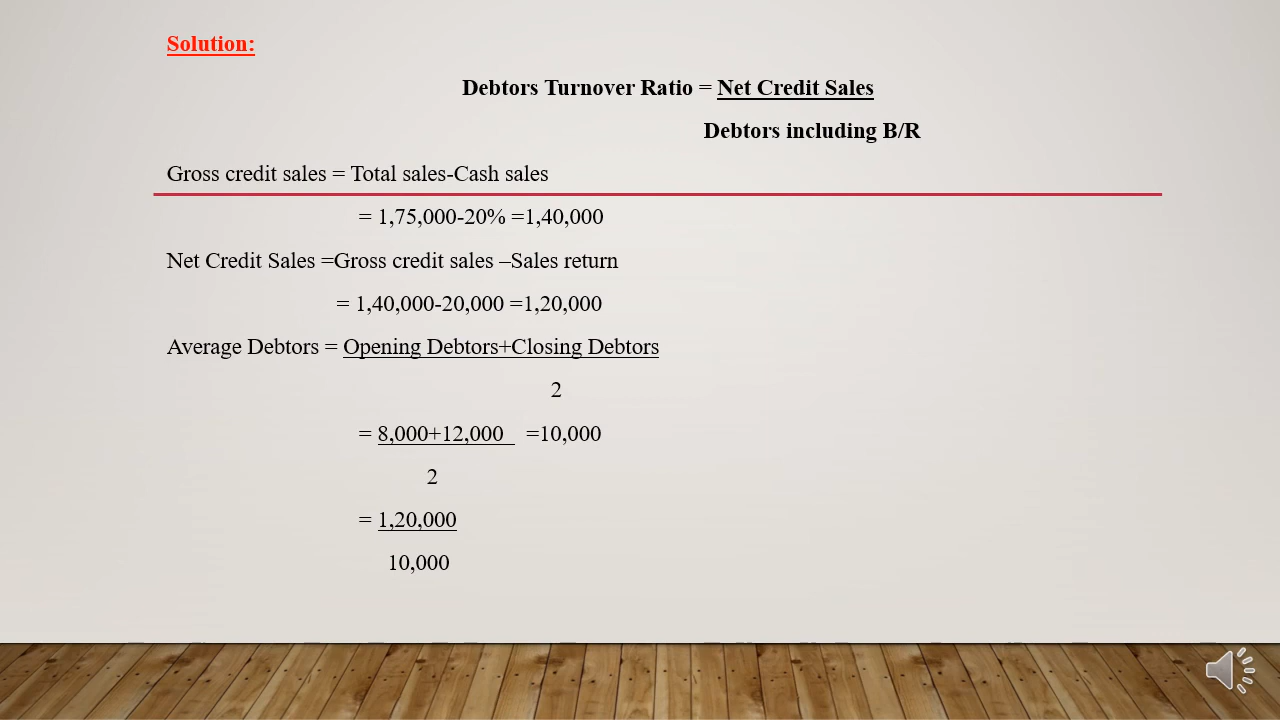 Solution:
Debtors Turnover Ratio = Net Credit Sales
Debtors including B/R
Gross credit sales = Total sales-Cash sales
= 1,75,000-20% =1,40,000
Net Credit Sales =Gross credit sales –Sales return
= 1,40,000-20,000 =1,20,000
Average Debtors = Opening Debtors+Closing Debtors
2
= 8,000+12,000 =10,000
2
= 1,20,000
10,000